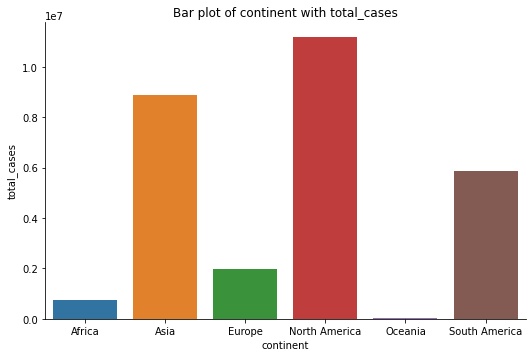 Bar plot of continent with total_cases
1e7
1.0
0.8
0.6
0.4
0.2
0.0
total_cases
Africa Asia Europe North America Oceania South America
continent